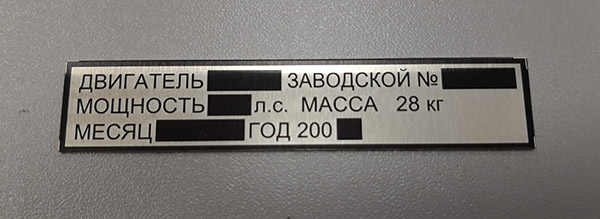 ДВИГАТЕЛЬ ЗАВОДСКОЙ №
МОЩНОСТЬ л.с. МАССА 28 кг
МЕСЯЦ ГОД 200